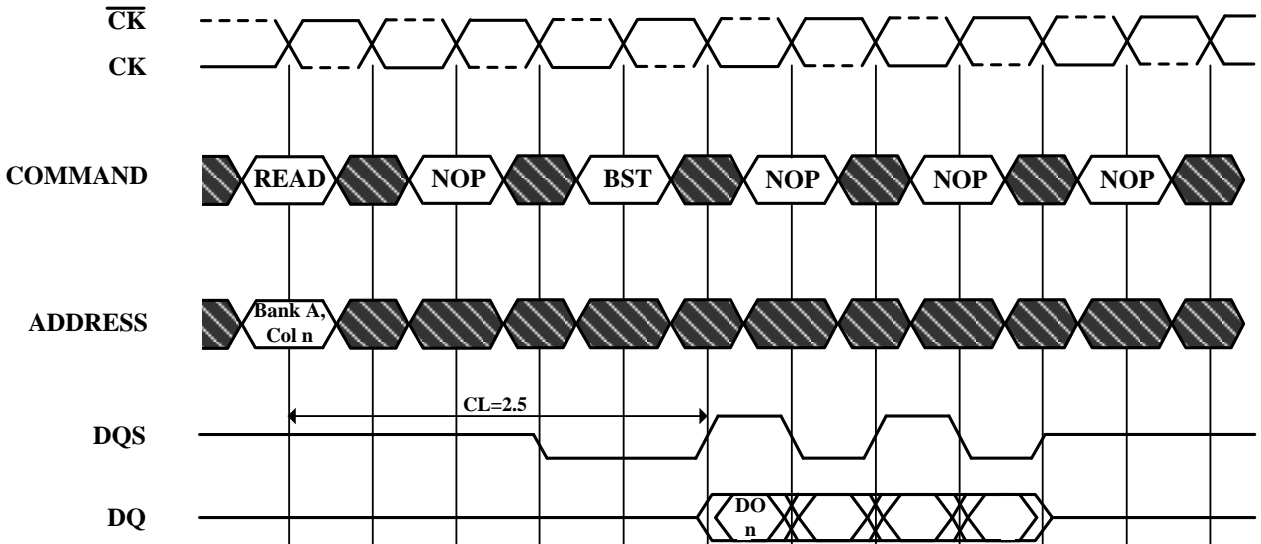 CK
CK
COMMAND
READ
NOP
BST
NOP
NOP
NOP
ADDRESS
Bank A,
Col n
CL=2.5
DQS
DQ
DO
n